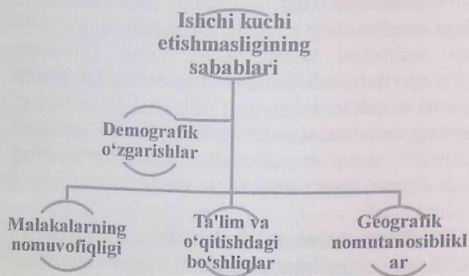 Ishchi kuchi
etishmasligining
sabablari
Demografik
o‘zgarishlar
Malakalarning
nomuvofiqligi
Ta'lim va
o‘qitishdagi
bo‘shliqlar
Geografik
nomutanosiblikl
ar